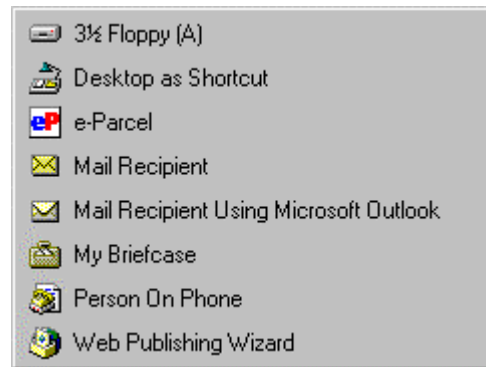 3½ Floppy (A)
Desktop as Shortcut
eP e-Parcel
Mail Recipient
Mail Recipient Using Microsoft Outlook
My Briefcase
Person On Phone
Web Publishing Wizard